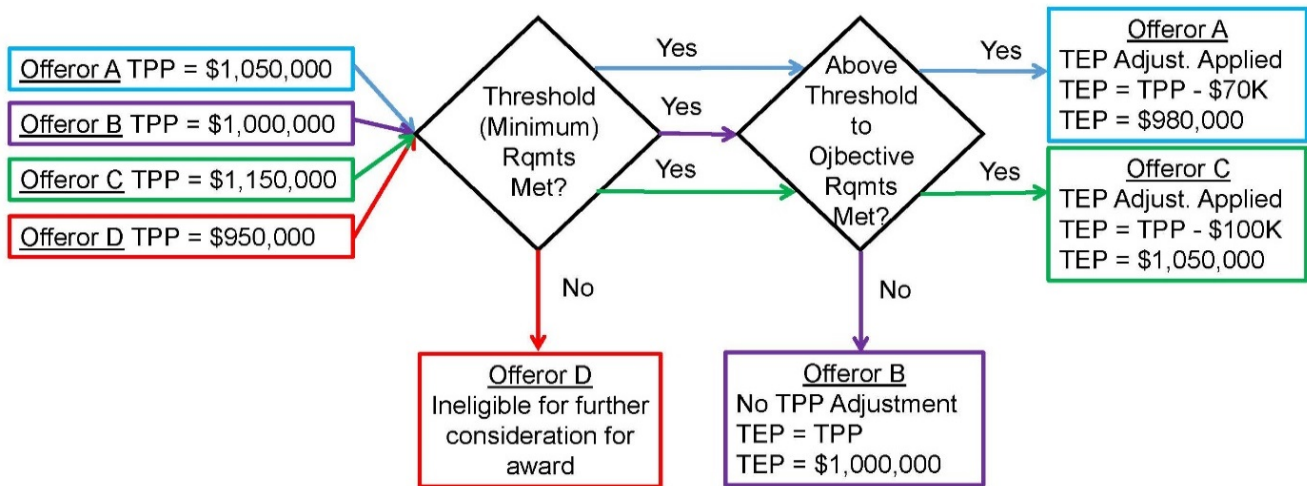 Offeror A TPP = $1,050,000
Offeror B TPP = $1,000,000
Offeror C TPP = $1,150,000
Offeror D TPP = $950,000
Threshold
(Minimum)
Rqmts
Met?
Yes
Yes
Yes
No
Above
Threshold
to
Ojbective
Rqmts
Met?
Yes
Yes
No
Offeror A
TEP Adjust. Applied
TEP = TPP - $70K
TEP = $980,000
Offeror C
TEP Adjust. Applied
TEP = TPP - $100K
TEP = $1,050,000
Offeror D
Ineligible for further
consideration for
award
Offeror B
No TPP Adjustment
TEP = TPP
TEP = $1,000,000